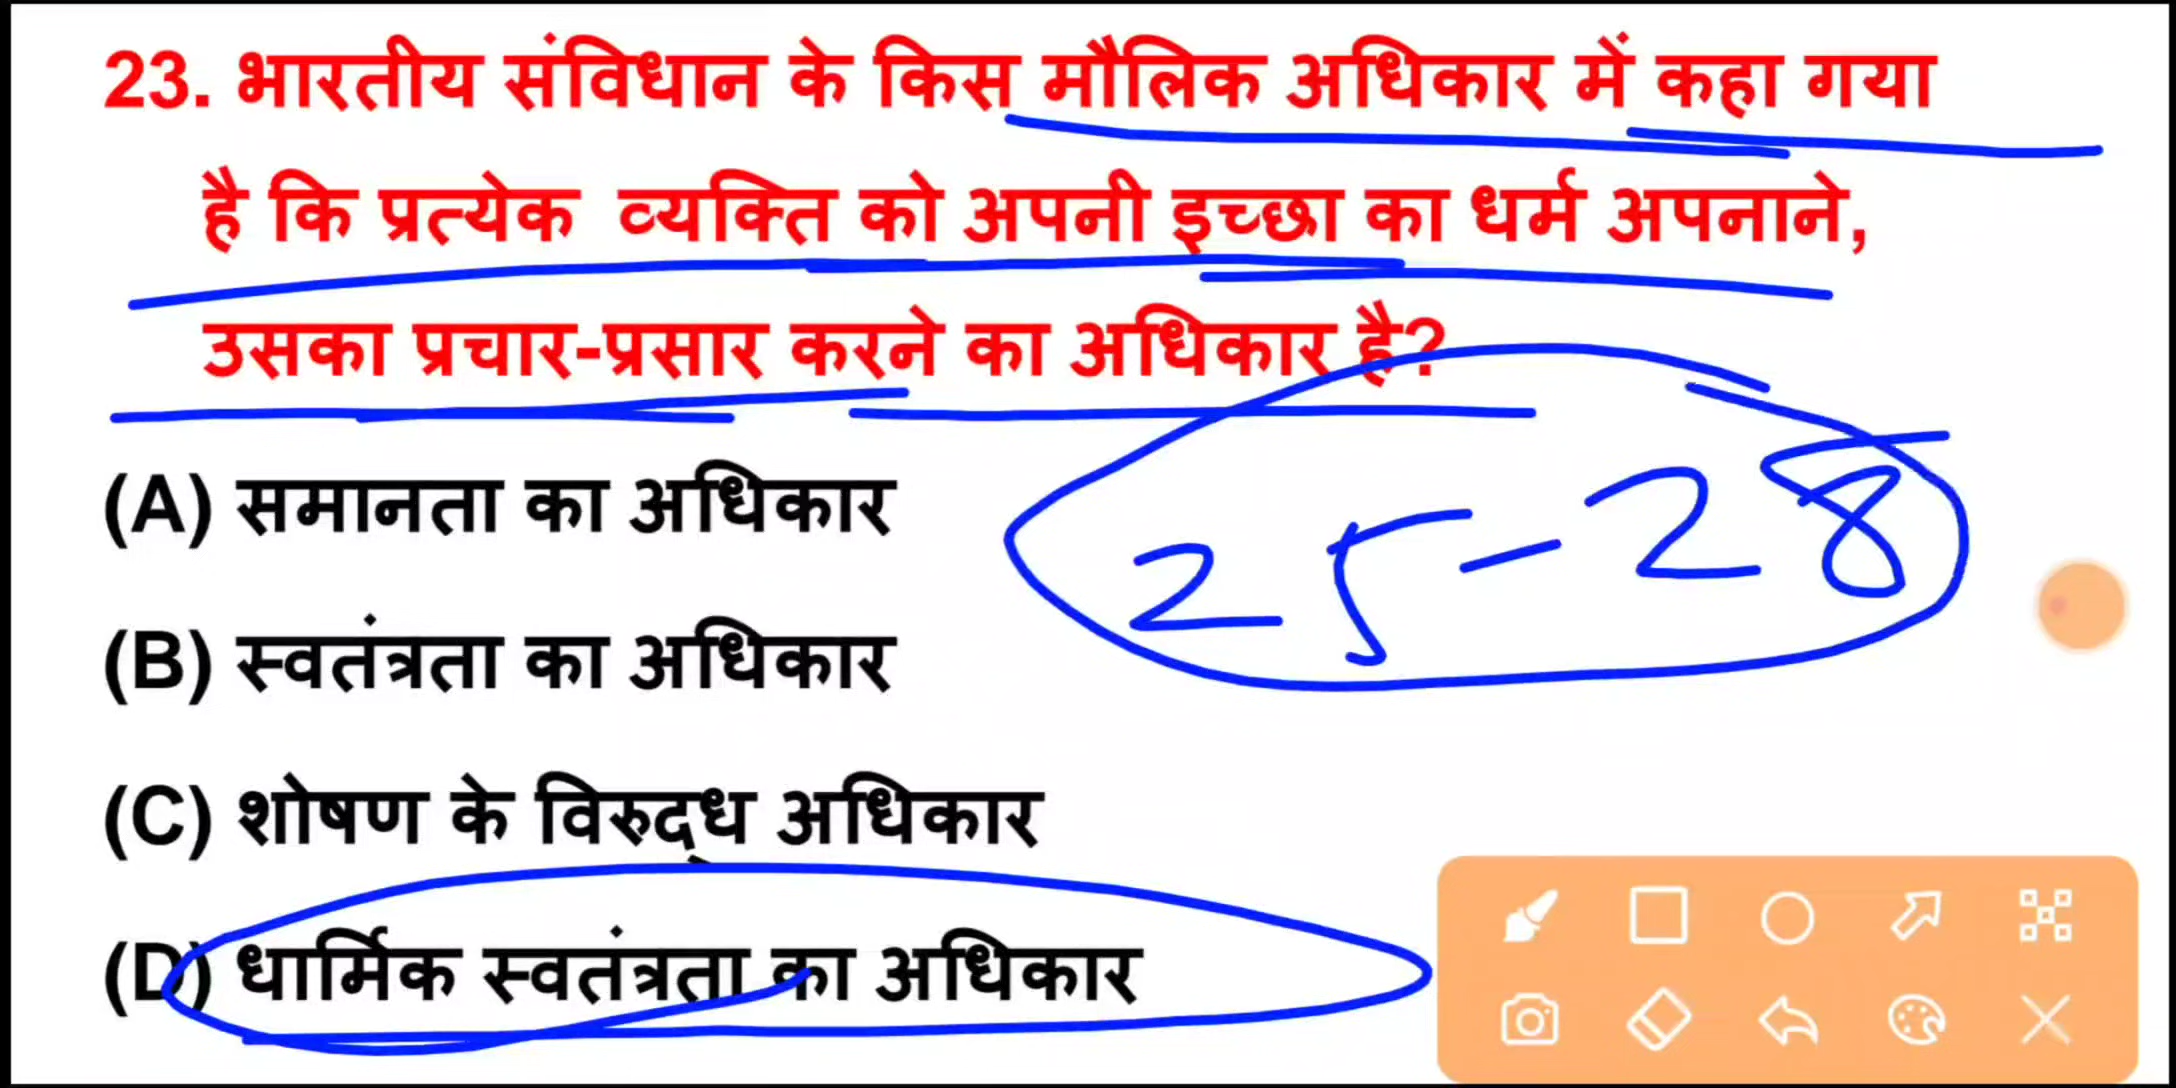 23. भारतीय संविधान के किस मौलिक अधिकार में कहा गया
है कि प्रत्येक व्यक्ति को अपनी इच्छा का धर्म अपनाने,
उसका प्रचार-प्रसार करने का अधिकार है?
(A) समानता का अधिकार
25-28
(B) स्वतंत्रता का अधिकार
(C) शोषण के विरुद्ध अधिकार
(D) धार्मिक स्वतंत्रता का अधिकार